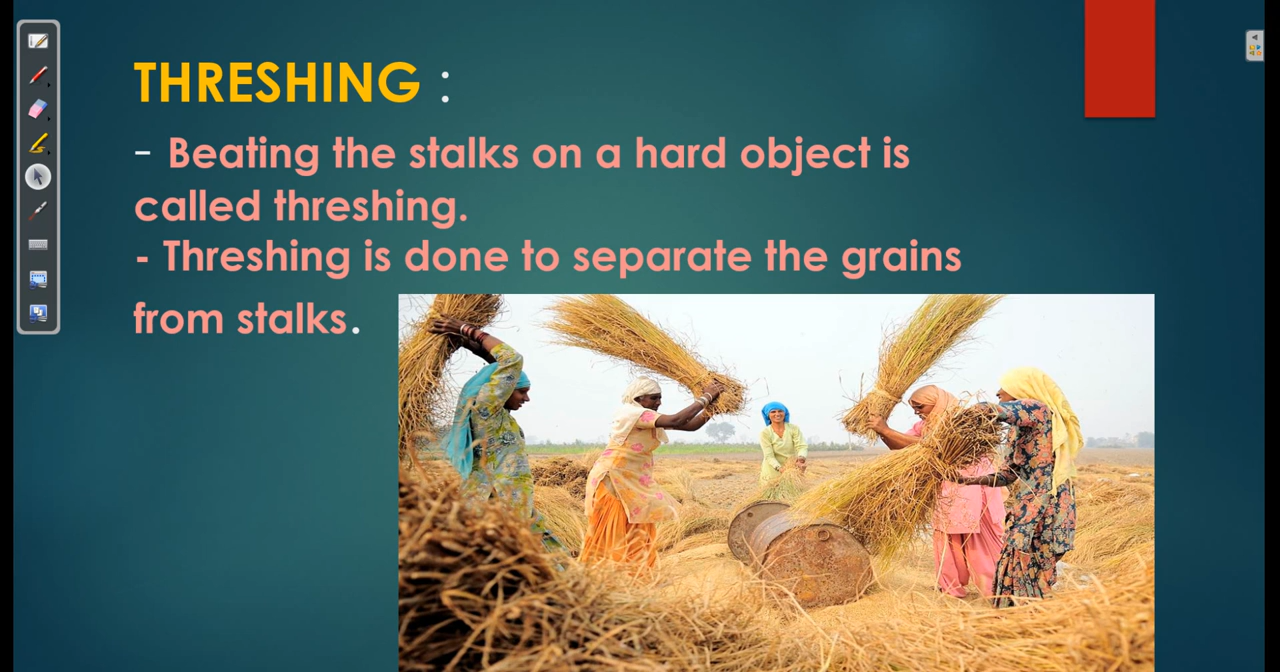 THRESHING :
- Beating the stalks on a hard object is
called threshing.
- Threshing is done to separate the grains
from stalks.